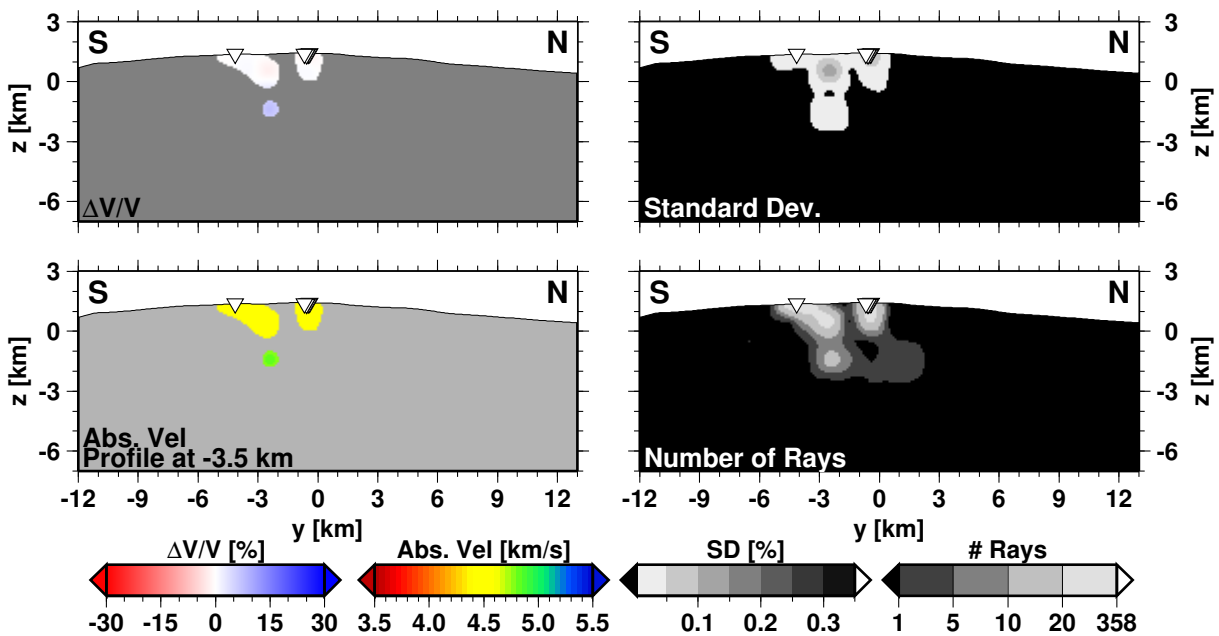 3 S N S N 3
0 0
-3 -3
z [km] z [km]
-6 ΔV/V Standard Dev. -6
3 S N S N 3
0 0
-3 -3
z [km] z [km]
Abs. Vel
-6 Profile at -3.5 km Number of Rays -6
-12 -9 -6 -3 0 3 6 9 12 -12 -9 -6 -3 0 3 6 9 12
y [km] y [km]
ΔV/V [%] Abs. Vel [km/s] SD [%] # Rays
-30 -15 0 15 30 3.5 4.0 4.5 5.0 5.5 0.1 0.2 0.3 1 5 10 20 358